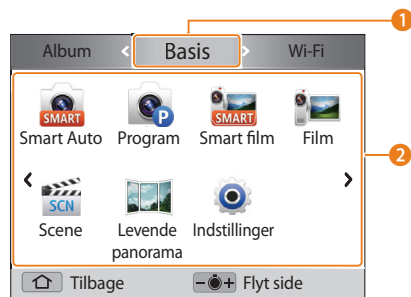 1
Album < Basis > Wi-Fi
SMART P SMART
Smart Auto Program Smart film Film
2
< >
SCN
Scene Levende panorama Indstillinger
Tilbage -+ Flyt side